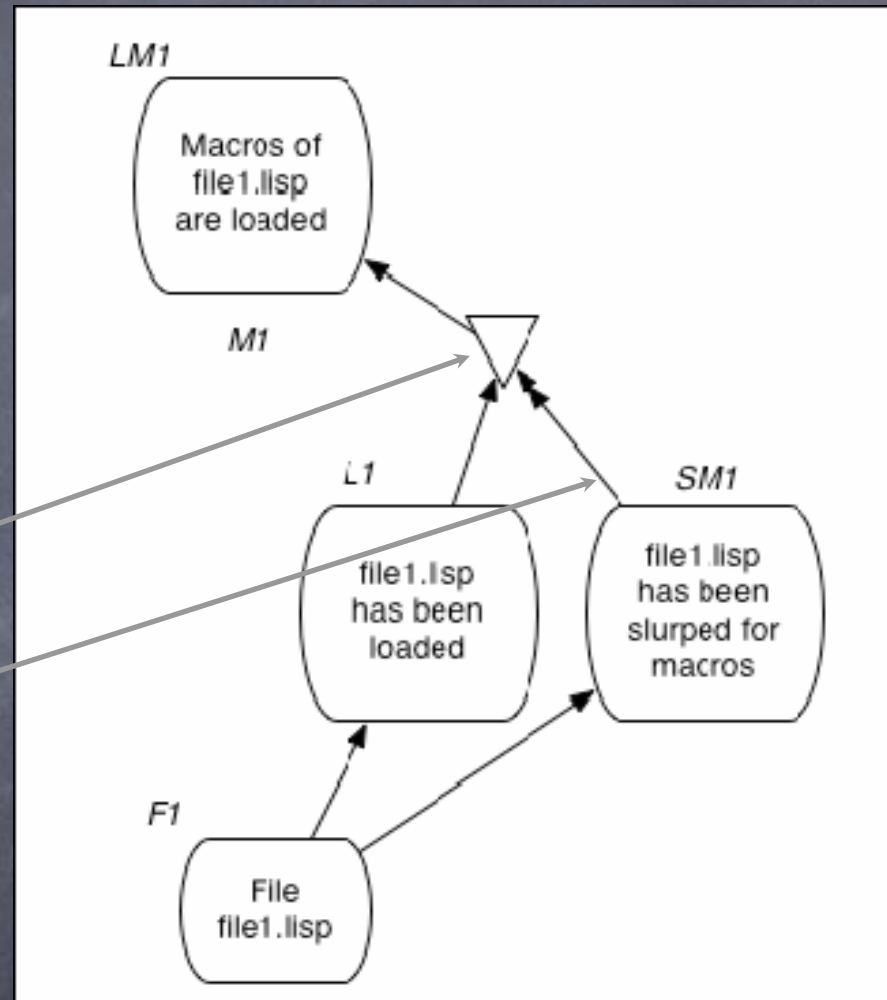 LM1
Macros of
file1.lisp
are loaded
M1
L1
file1.lisp
has been
loaded
SM1
file1.lisp
has been
slurped for
macros
F1
File
file1.lisp